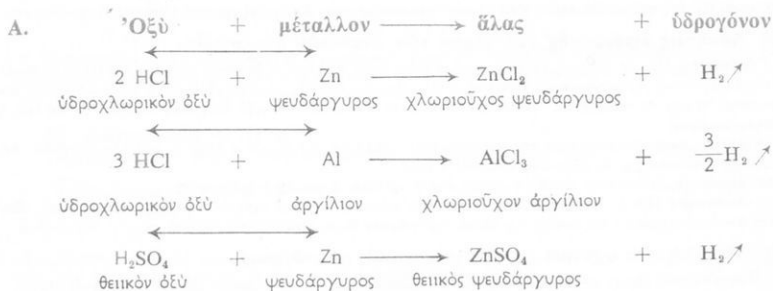 Α. Ὀξὺ + μέταλλον ⟶ ἅλας + ὑδρογόνον
2 HCl + Zn ⟶ ZnCl₂ + H₂↗
ὑδροχλωρικὸν ὀξὺ ψευδάργυρος χλωριοῦχος ψευδάργυρος
3 HCl + Al ⟶ AlCl₃ + 3/2 H₂↗
ὑδροχλωρικὸν ὀξὺ ἀργίλιον χλωριοῦχον ἀργίλιον
H₂SO₄ + Zn ⟶ ZnSO₄ + H₂↗
θειικὸν ὀξὺ ψευδάργυρος θειικὸς ψευδάργυρος